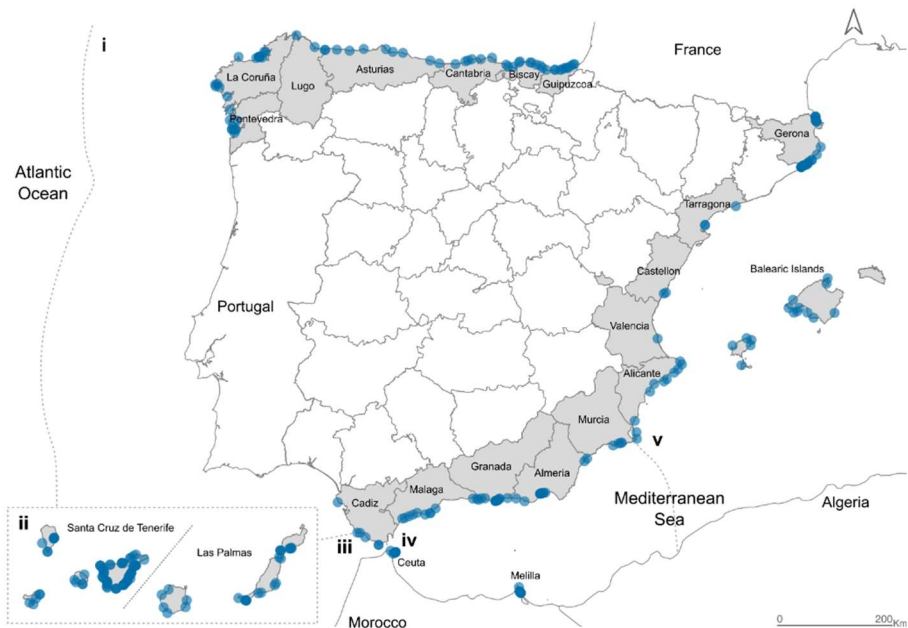 i
France
La Coruña
Lugo
Asturias
Cantabria
Biscay
Guipuzcoa
Pontevedra
Gerona
Atlantic
Ocean
Tarragona
Castellon
Balearic Islands
Portugal
Valencia
Alicante
Murcia
v
Granada
Almeria
Malaga
Cadiz
Mediterranean
Sea
Algeria
ii
Santa Cruz de Tenerife
Las Palmas
iii
iv
Ceuta
Melilla
Morocco
0
200
Km